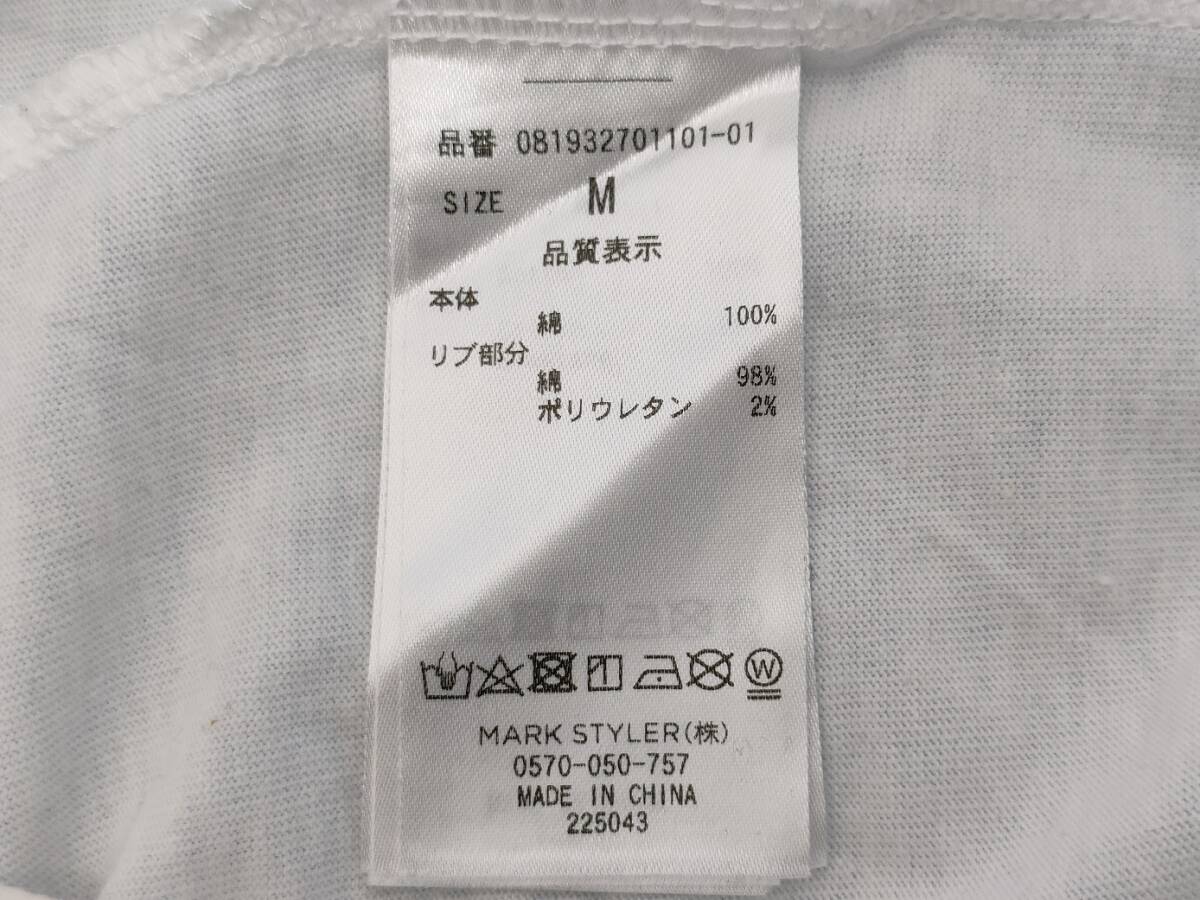 品番 081932701101-01
SIZE M
品質表示
本体
綿 100%
リブ部分
綿 98%
ポリウレタン 2%
W
MARK STYLER(株)
0570-050-757
MADE IN CHINA
225043